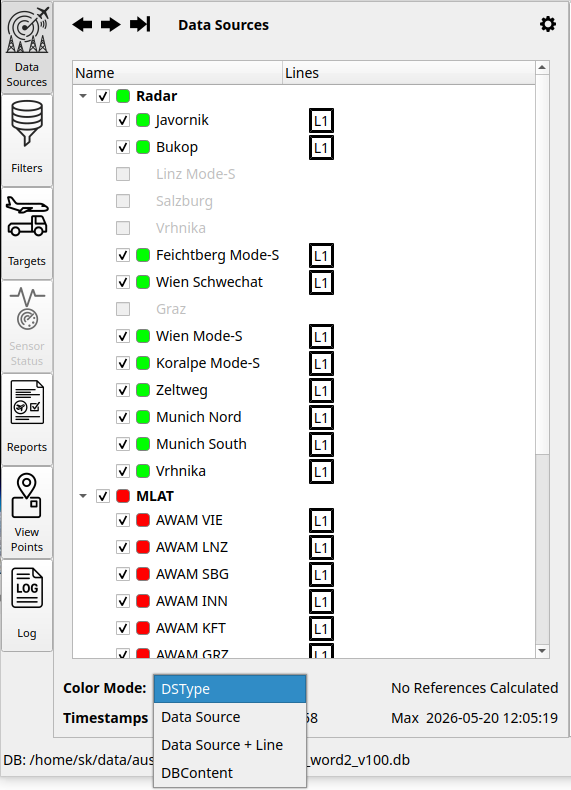 Data
Sources
Filters
Targets
Sensor
Status
Reports
View
Points
LOG
Log
Data Sources
Name Lines
Radar
Javornik L1
Bukop L1
Linz Mode-S
Salzburg
Vrhnika
Feichtberg Mode-S L1
Wien Schwechat L1
Graz
Wien Mode-S L1
Koralpe Mode-S L1
Zeltweg L1
Munich Nord L1
Munich South L1
Vrhnika L1
MLAT
AWAM VIE L1
AWAM LNZ L1
AWAM SBG L1
AWAM INN L1
AWAM KFT L1
AWAM GRZ L1
Color Mode: DSType No References Calculated
Timestamps Data Source 58 Max 2026-05-20 12:05:19
Data Source + Line
DB: /home/sk/data/aus _word2_v100.db
DBContent